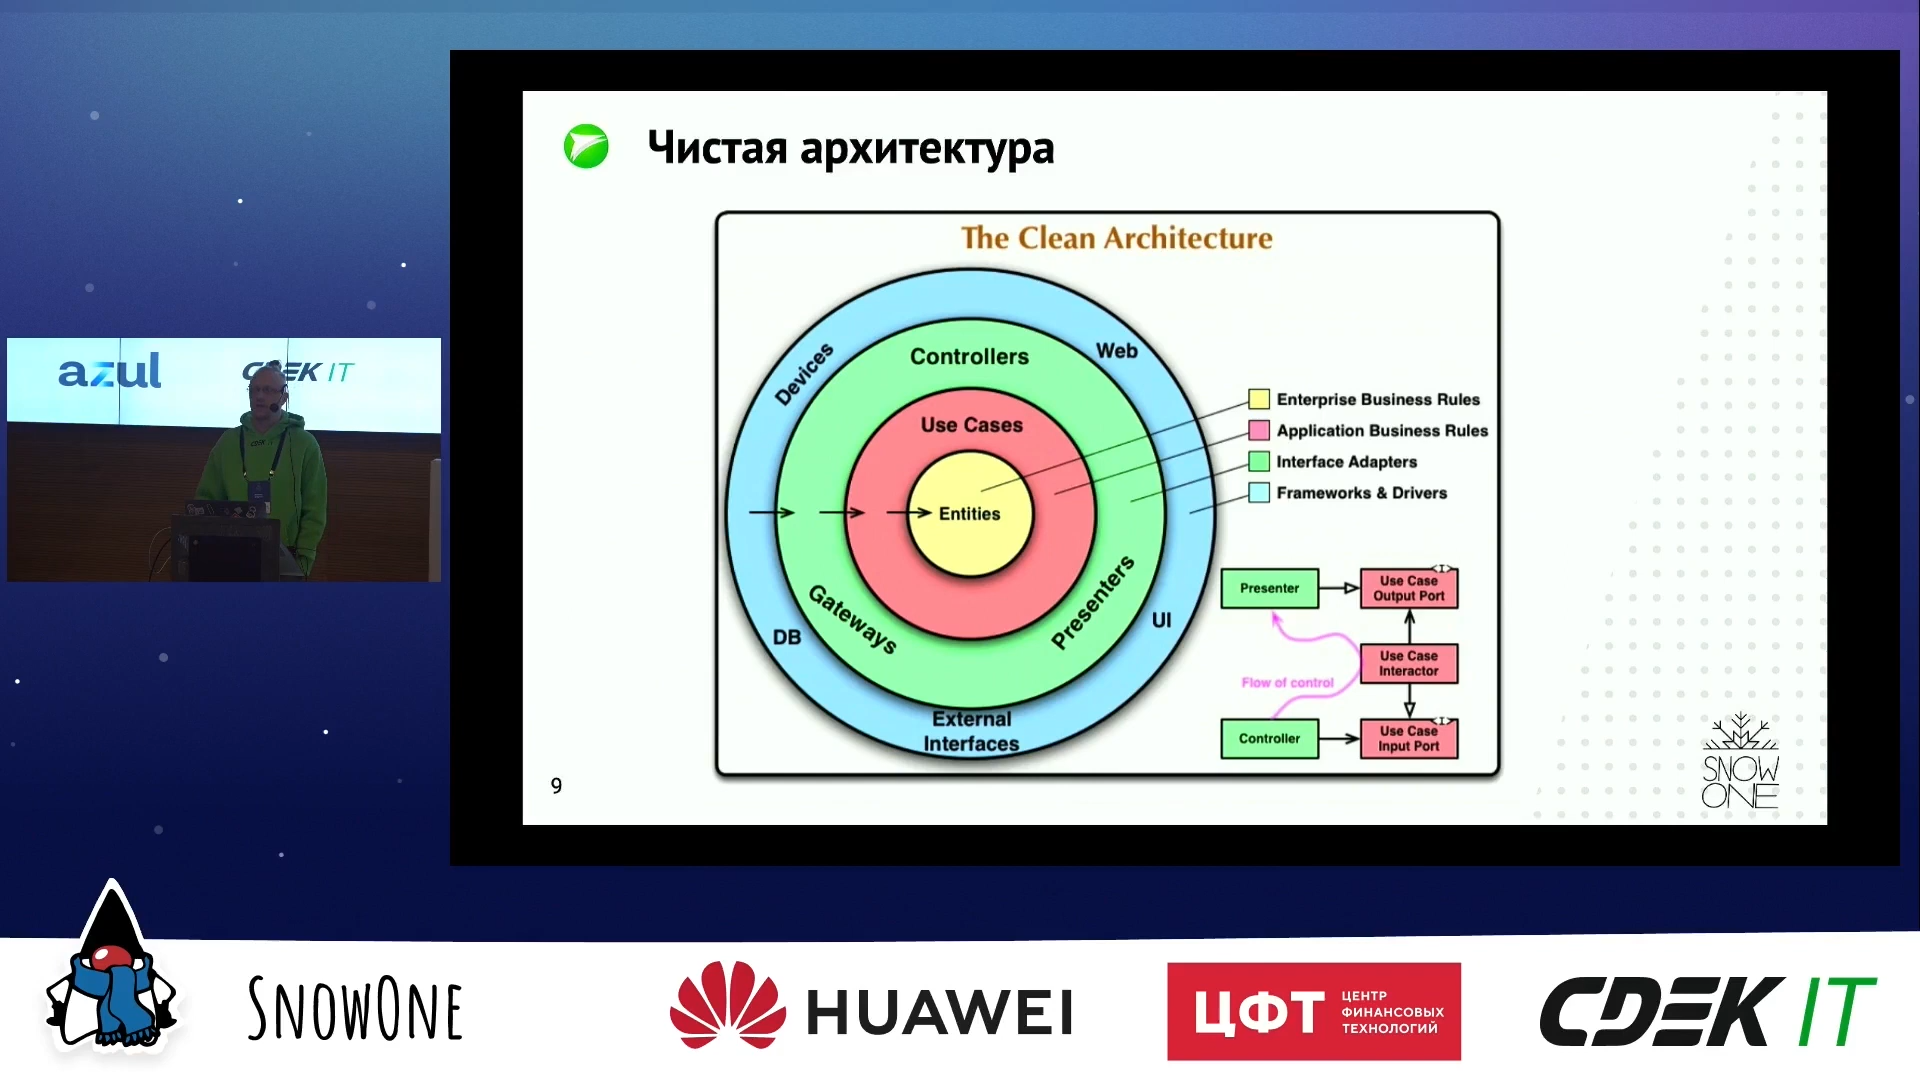 Чистая архитектура
The Clean Architecture
Devices
Controllers
Web
Use Cases
Entities
Gateways
Presenters
DB
UI
External
Interfaces
Enterprise Business Rules
Application Business Rules
Interface Adapters
Frameworks & Drivers
Presenter
<I>
Use Case
Output Port
Use Case
Interactor
Flow of control
Controller
<I>
Use Case
Input Port
9
SNOW
ONE
azul
CDEK IT
CDEK IT
SNOWONE
HUAWEI
ЦФТ
ЦЕНТР
ФИНАНСОВЫХ
ТЕХНОЛОГИЙ
CDEK IT